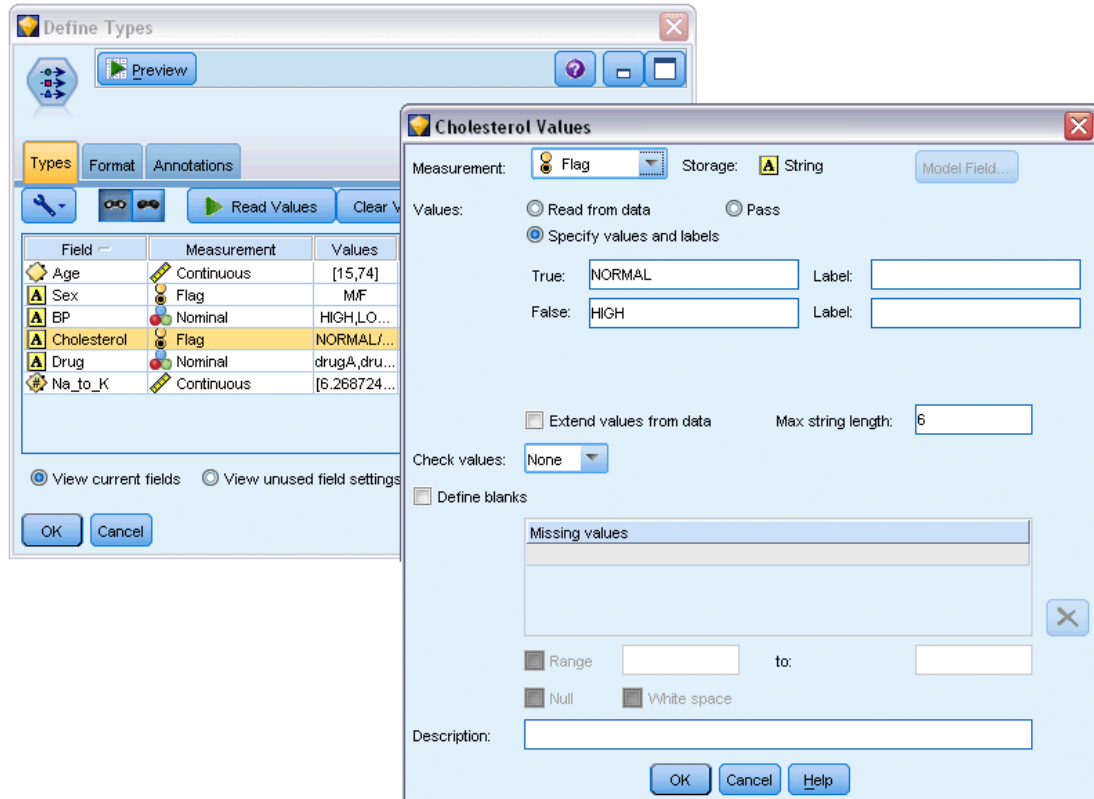 Define Types
Preview
Types Format Annotations
Read Values Clear V
Field Measurement Values
Age Continuous [15,74]
A Sex Flag M/F
A BP Nominal HIGH,LO...
A Cholesterol Flag NORMAL/...
A Drug Nominal drugA,dru...
# Na_to_K Continuous [6.268724...
View current fields View unused field settings
OK Cancel
Cholesterol Values
Measurement: Flag Storage: A String Model Field...
Values: Read from data Pass
Specify values and labels
True: NORMAL Label:
False: HIGH Label:
Extend values from data Max string length: 6
Check values: None
Define blanks
Missing values
Range to:
Null White space
Description:
OK Cancel Help